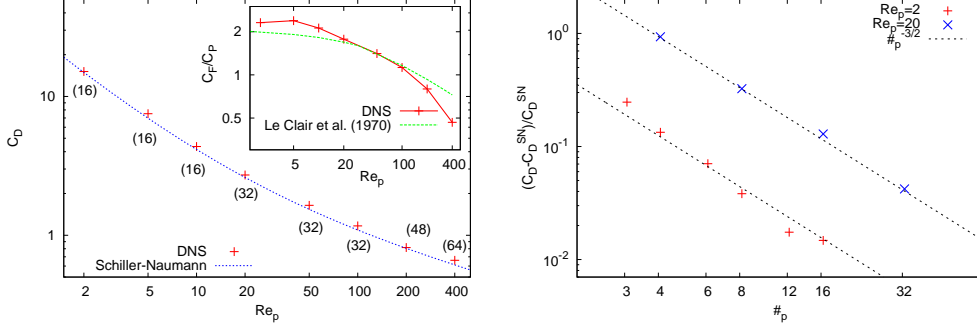 10
1
C_D
(16)
(16)
(16)
(32)
(32)
(32)
(48)
(64)
DNS
Schiller-Naumann
2 5 10 20 50 100 200 400
Re_p
2
1
0.5
C_F/C_P
DNS
Le Clair et al. (1970)
5 20 100 400
Re_p
10^0
10^-1
10^-2
(C_D-C_D^SN)/C_D^SN
Re_p=2
Re_p=20
#_p^-3/2
3 4 6 8 12 16 32
#_p